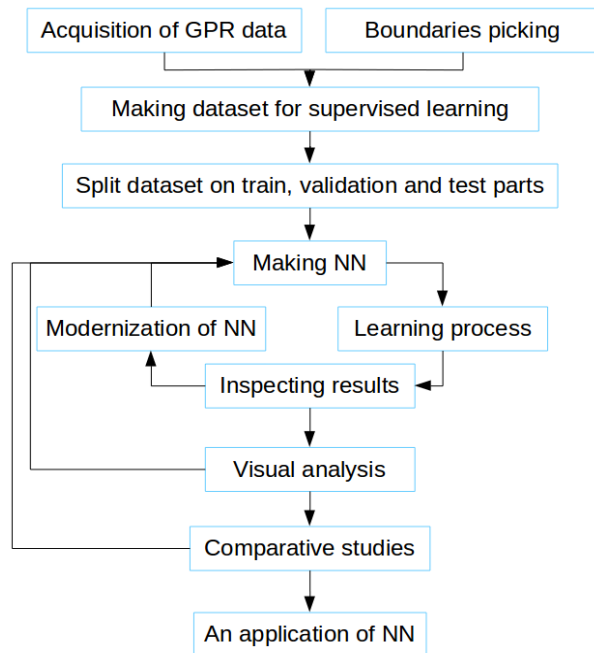 Acquisition of GPR data
Boundaries picking
Making dataset for supervised learning
Split dataset on train, validation and test parts
Making NN
Modernization of NN
Learning process
Inspecting results
Visual analysis
Comparative studies
An application of NN